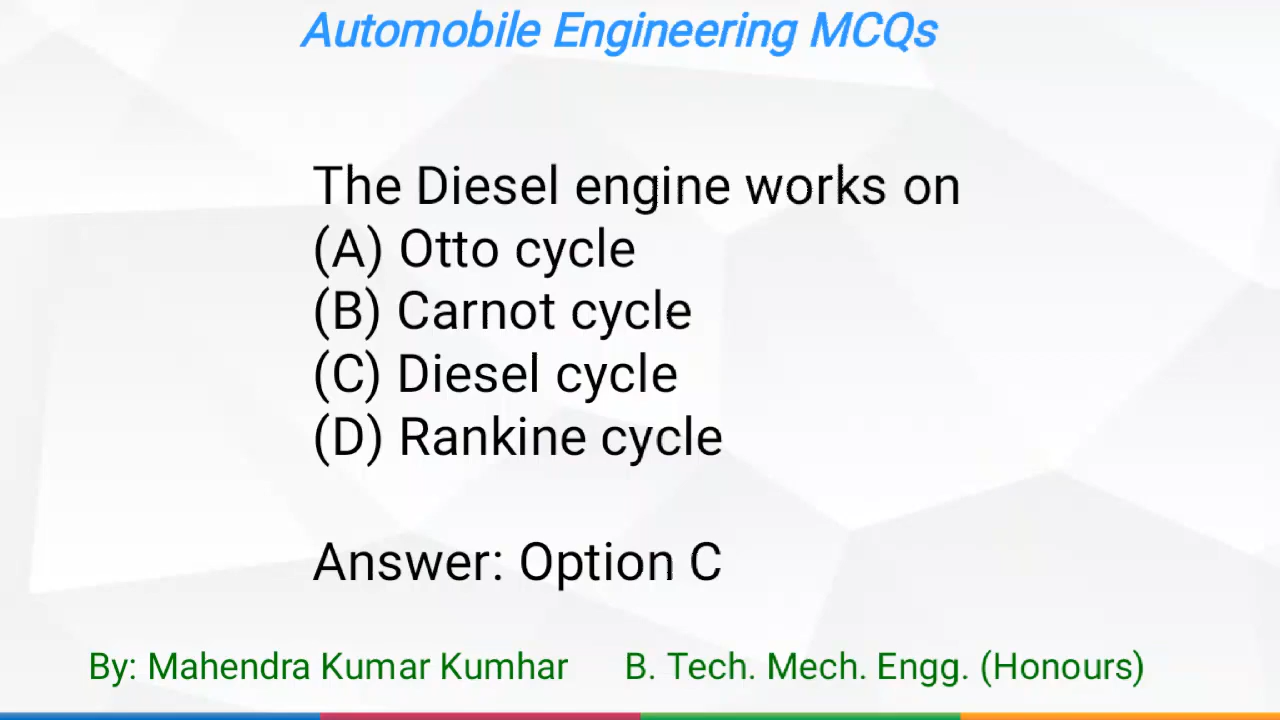 Automobile Engineering MCQs
The Diesel engine works on
(A) Otto cycle
(B) Carnot cycle
(C) Diesel cycle
(D) Rankine cycle
Answer: Option C
By: Mahendra Kumar Kumhar B. Tech. Mech. Engg. (Honours)